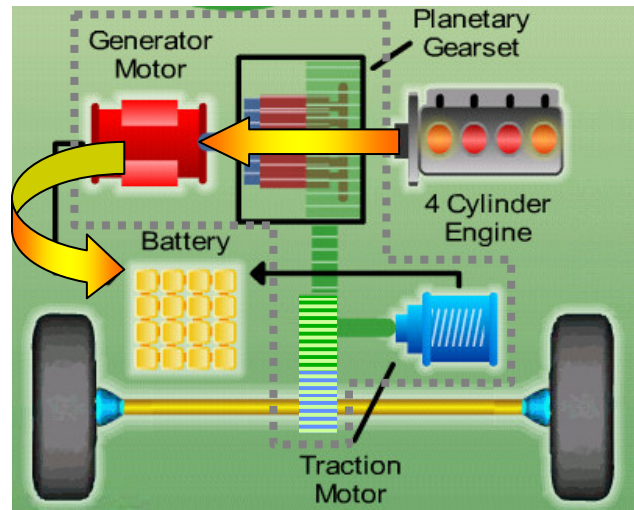 Planetary
Gearset
Generator
Motor
4 Cylinder
Engine
Battery
Traction
Motor